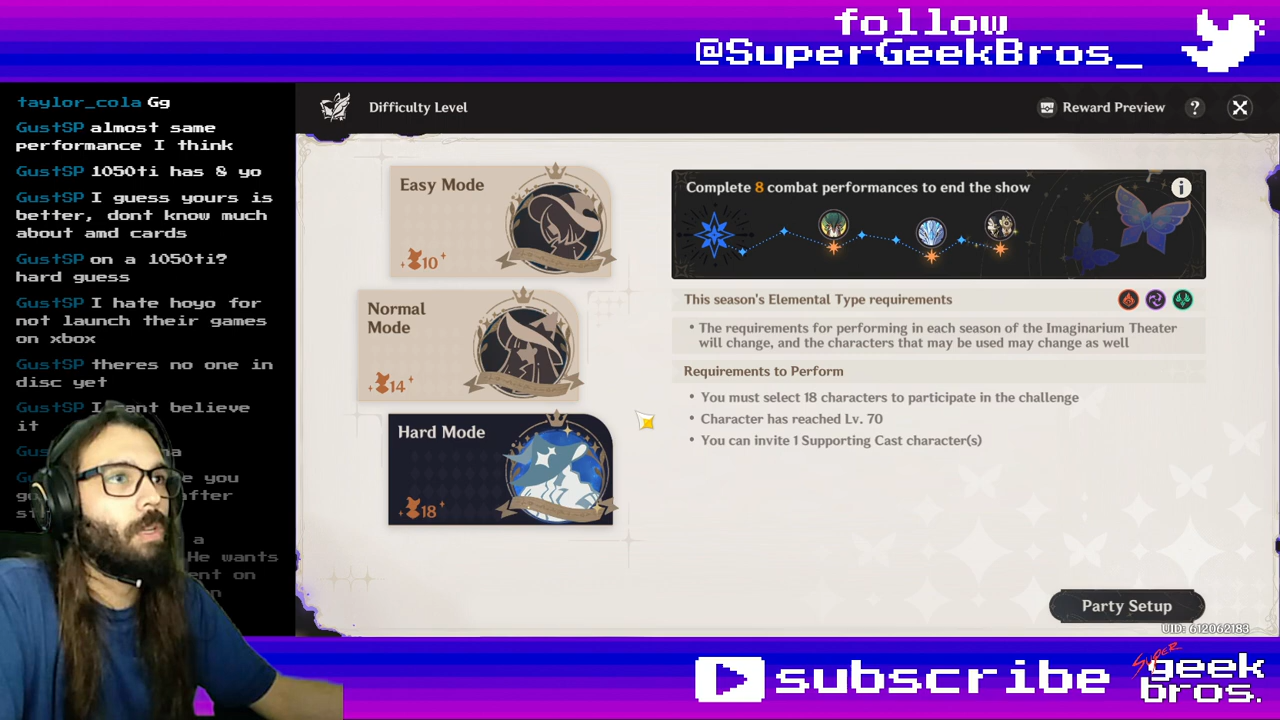 follow
@SuperGeekBros_
taylor_cola Gg
GustSP almost same
performance I think
GustSP 1050ti has & yo
GustSP I guess yours is
better, dont know much
about amd cards
GustSP on a 1050ti?
hard guess
GustSP I hate hoyo for
not launch their games
on xbox
GustSP theres no one in
disc yet
GustSP I cant believe
it
Difficulty Level
Reward Preview
?
Easy Mode
10
Normal
Mode
14
Hard Mode
18
Complete 8 combat performances to end the show
This season's Elemental Type requirements
• The requirements for performing in each season of the Imaginarium Theater
will change, and the characters that may be used may change as well
Requirements to Perform
• You must select 18 characters to participate in the challenge
• Character has reached Lv. 70
• You can invite 1 Supporting Cast character(s)
Party Setup
UID: 612062183
subscribe
SUPER
geek
bros.